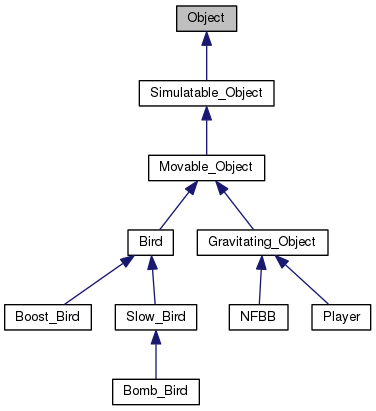 Object
Simulatable_Object
Movable_Object
Bird
Gravitating_Object
Boost_Bird
Slow_Bird
NFBB
Player
Bomb_Bird